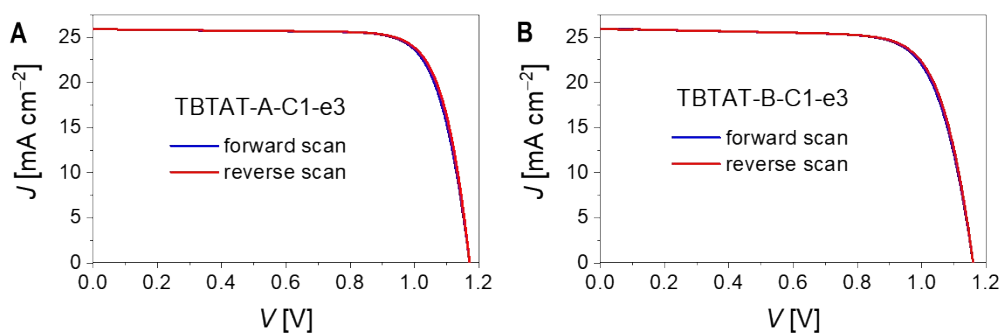 A
25
20
15
10
5
0
J [mA cm⁻²]
TBTAT-A-C1-e3
forward scan
reverse scan
0.0 0.2 0.4 0.6 0.8 1.0 1.2
V [V]
B
25
20
15
10
5
0
J [mA cm⁻²]
TBTAT-B-C1-e3
forward scan
reverse scan
0.0 0.2 0.4 0.6 0.8 1.0 1.2
V [V]